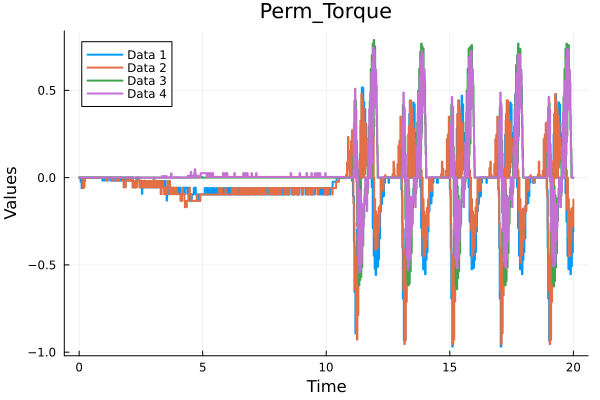 Perm_Torque
Data 1
Data 2
Data 3
Data 4
0.5
0.0
−0.5
−1.0
Values
0
5
10
15
20
Time